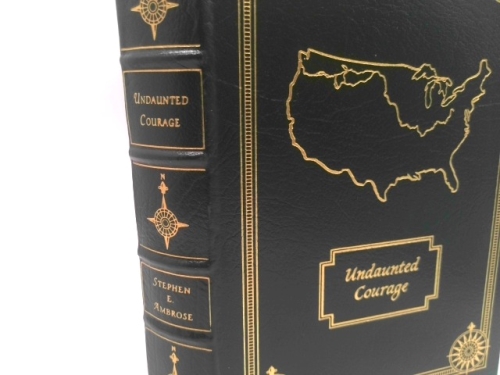 UNDAUNTED
COURAGE
N
STEPHEN
E.
AMBROSE
N
Undaunted
Courage